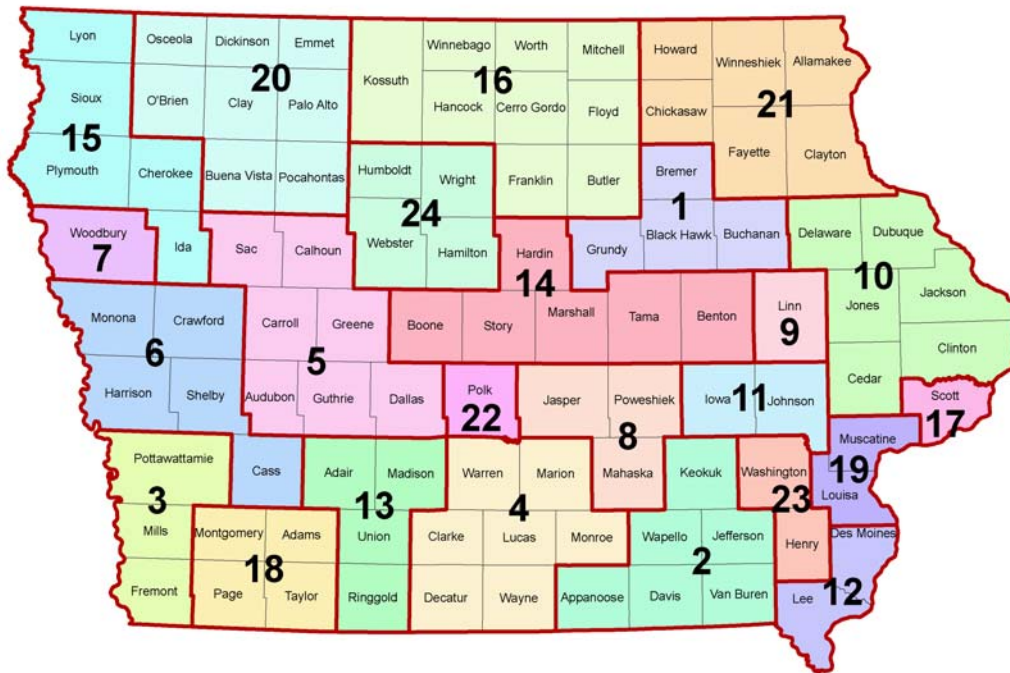 Lyon
Osceola
Dickinson
Emmet
Winnebago
Worth
Mitchell
Howard
Winneshiek
Allamakee
Kossuth
20
16
21
Sioux
O'Brien
Clay
Palo Alto
Hancock
Cerro Gordo
Floyd
Chickasaw
15
Plymouth
Cherokee
Buena Vista
Pocahontas
Humboldt
Wright
Franklin
Butler
Bremer
Fayette
Clayton
24
1
Woodbury
7
Ida
Sac
Calhoun
Webster
Hamilton
Hardin
Grundy
Black Hawk
Buchanan
Delaware
Dubuque
14
10
Monona
Crawford
Carroll
Greene
Boone
Story
Marshall
Tama
Benton
Linn
Jones
Jackson
6
5
9
Clinton
Harrison
Shelby
Audubon
Guthrie
Dallas
Polk
22
Jasper
Poweshiek
Iowa
Johnson
11
Cedar
Scott
17
8
Pottawattamie
Cass
Adair
Madison
Warren
Marion
Mahaska
Keokuk
Washington
Muscatine
19
3
13
4
23
Louisa
Mills
Montgomery
Adams
Union
Clarke
Lucas
Monroe
Wapello
Jefferson
Henry
Des Moines
18
2
12
Fremont
Page
Taylor
Ringgold
Decatur
Wayne
Appanoose
Davis
Van Buren
Lee